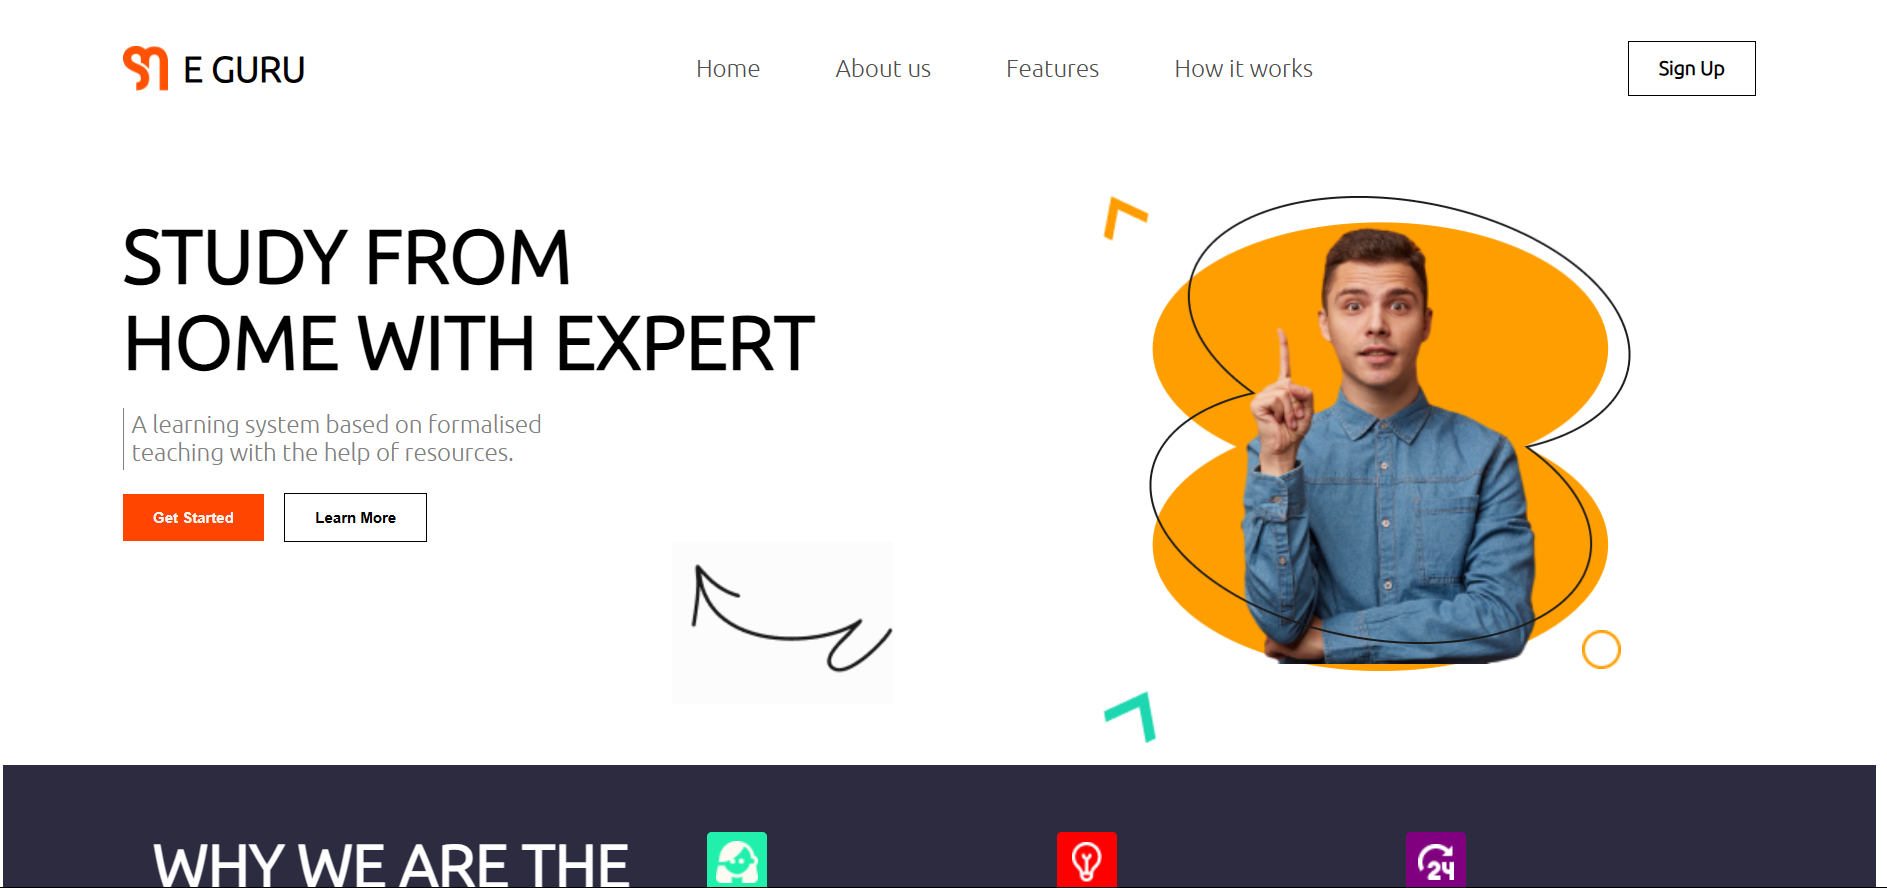 E GURU
Home
About us
Features
How it works
Sign Up
STUDY FROM
HOME WITH EXPERT
A learning system based on formalised
teaching with the help of resources.
Get Started
Learn More
WHY WE ARE THE
24